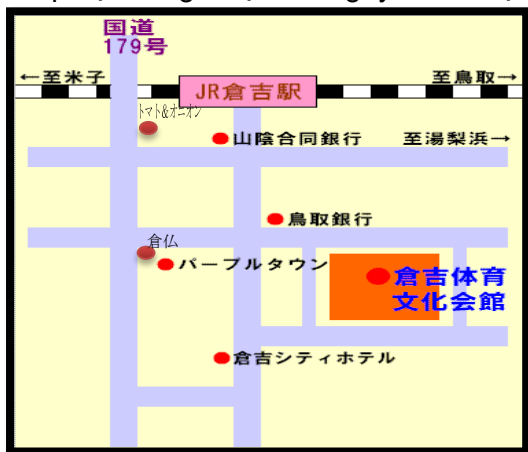 国道
179号
←至米子
至鳥取→
JR倉吉駅
トマト&オニオン
山陰合同銀行
至湯梨浜→
鳥取銀行
倉仏
パープルタウン
倉吉体育
文化会館
倉吉シティホテル